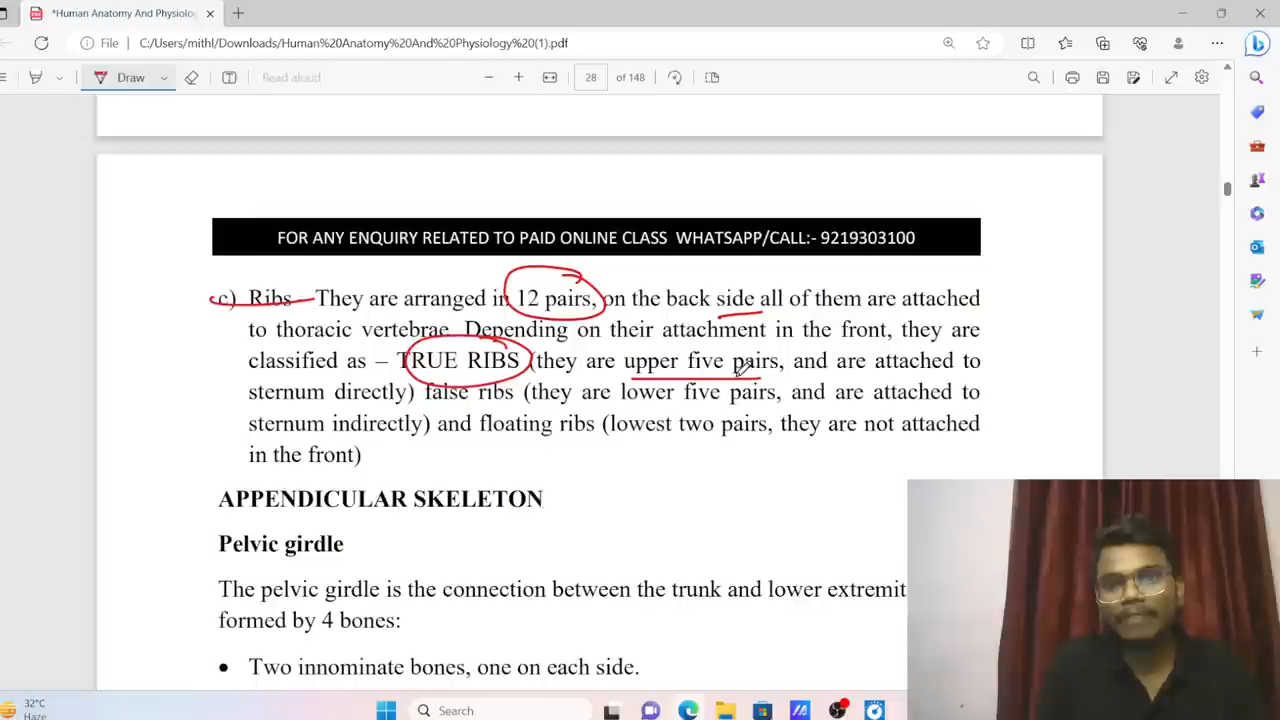 *Human Anatomy And Physiolog
File C:/Users/mithl/Downloads/Human%20Anatomy%20And%20Physiology%20(1).pdf
Draw Read aloud 28 of 148
FOR ANY ENQUIRY RELATED TO PAID ONLINE CLASS WHATSAPP/CALL:- 9219303100
c) Ribs – They are arranged in 12 pairs, on the back side all of them are attached
to thoracic vertebrae. Depending on their attachment in the front, they are
classified as – TRUE RIBS (they are upper five pairs, and are attached to
sternum directly) false ribs (they are lower five pairs, and are attached to
sternum indirectly) and floating ribs (lowest two pairs, they are not attached
in the front)
APPENDICULAR SKELETON
Pelvic girdle
The pelvic girdle is the connection between the trunk and lower extremit
formed by 4 bones:
• Two innominate bones, one on each side.
32°C
Haze
Search